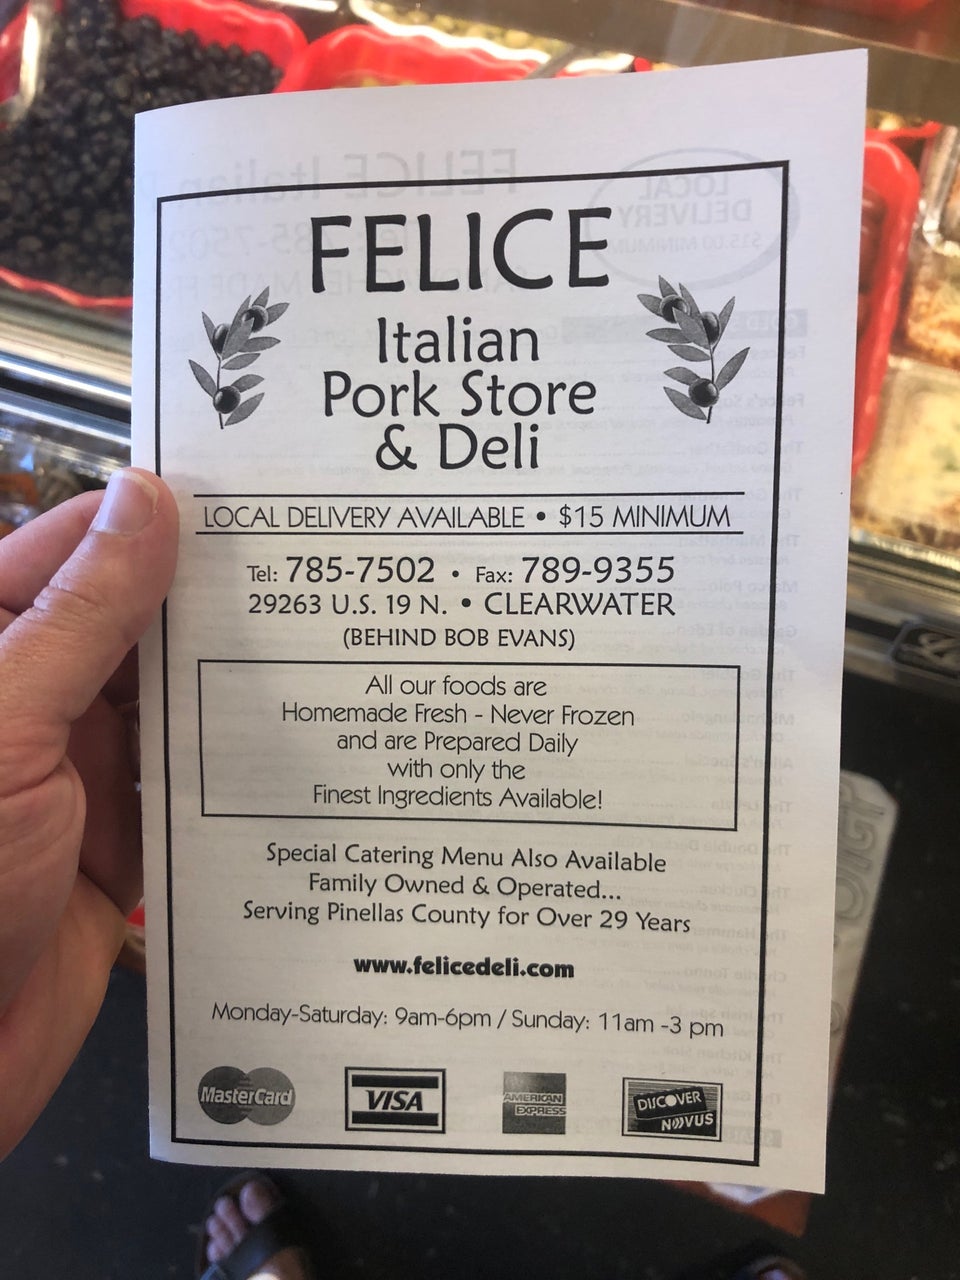 FELICE
Italian
Pork Store
& Deli
LOCAL DELIVERY AVAILABLE • $15 MINIMUM
Tel: 785-7502 • Fax: 789-9355
29263 U.S. 19 N. • CLEARWATER
(BEHIND BOB EVANS)
All our foods are
Homemade Fresh - Never Frozen
and are Prepared Daily
with only the
Finest Ingredients Available!
Special Catering Menu Also Available
Family Owned & Operated...
Serving Pinellas County for Over 29 Years
www.felicedeli.com
Monday-Saturday: 9am-6pm / Sunday: 11am -3 pm
MasterCard
VISA
AMERICAN
EXPRESS
DISCOVER
NOVUS